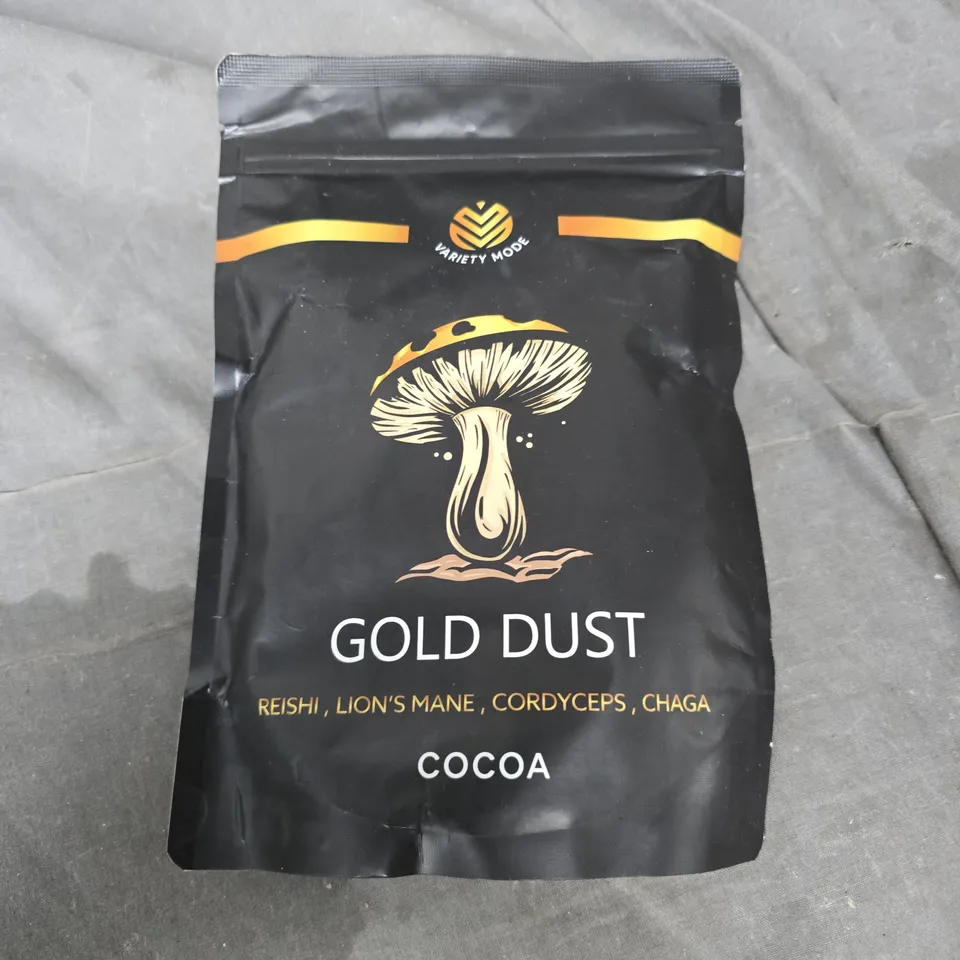 VARIETY MODE
GOLD DUST
REISHI , LION'S MANE , CORDYCEPS , CHAGA
COCOA